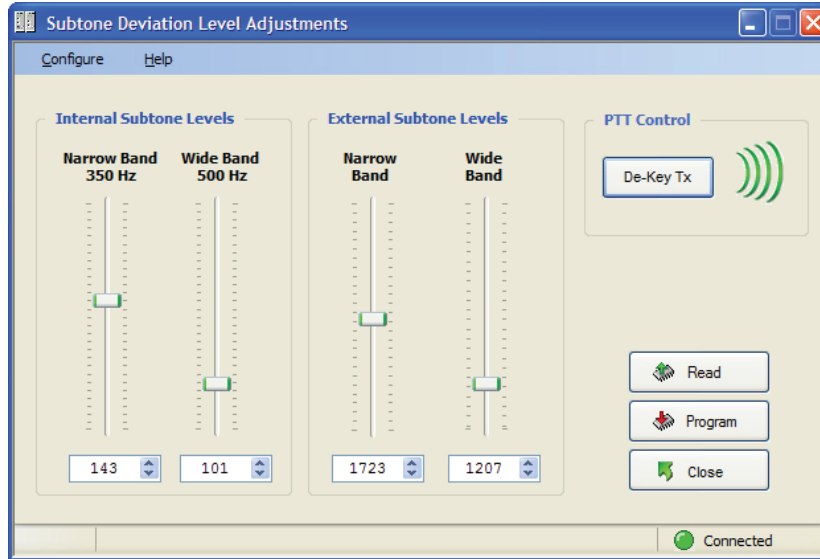 Subtone Deviation Level Adjustments
Configure Help
Internal Subtone Levels
Narrow Band
350 Hz
Wide Band
500 Hz
143
101
External Subtone Levels
Narrow
Band
Wide
Band
1723
1207
PTT Control
De-Key Tx
Read
Program
Close
Connected